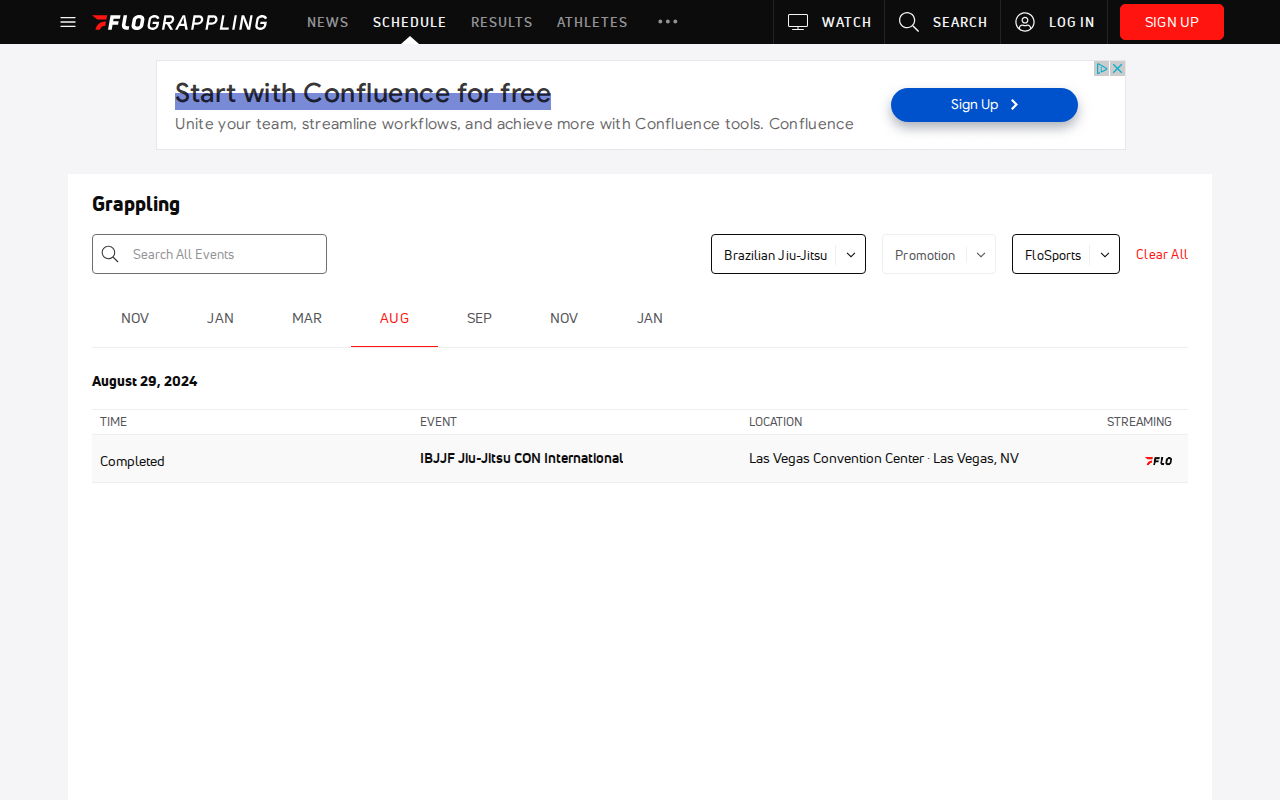 FLOGRAPPLING NEWS SCHEDULE RESULTS ATHLETES WATCH SEARCH LOG IN SIGN UP
Start with Confluence for free
Unite your team, streamline workflows, and achieve more with Confluence tools. Confluence
Sign Up
Grappling
Search All Events
Brazilian Jiu-Jitsu
Promotion
FloSports
Clear All
NOV JAN MAR AUG SEP NOV JAN
August 29, 2024
TIME EVENT LOCATION STREAMING
Completed IBJJF Jiu-Jitsu CON International Las Vegas Convention Center · Las Vegas, NV FLO